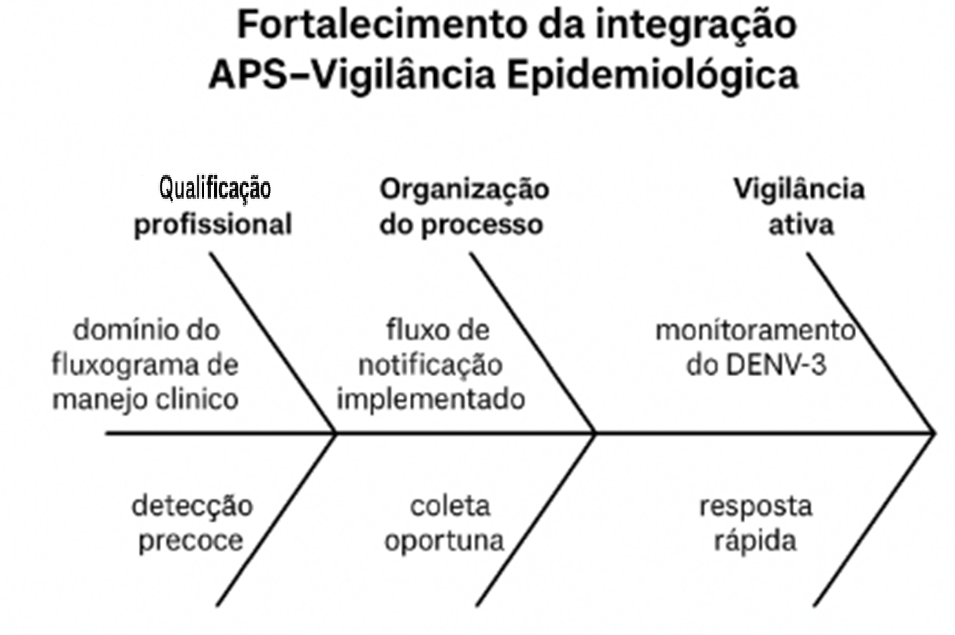 Fortalecimento da integração
APS–Vigilância Epidemiológica
Qualificação
profissional
Organização
do processo
Vigilância
ativa
domínio do
fluxograma de
manejo clinico
fluxo de
notificação
implementado
monitoramento
do DENV-3
detecção
precoce
coleta
oportuna
resposta
rápida